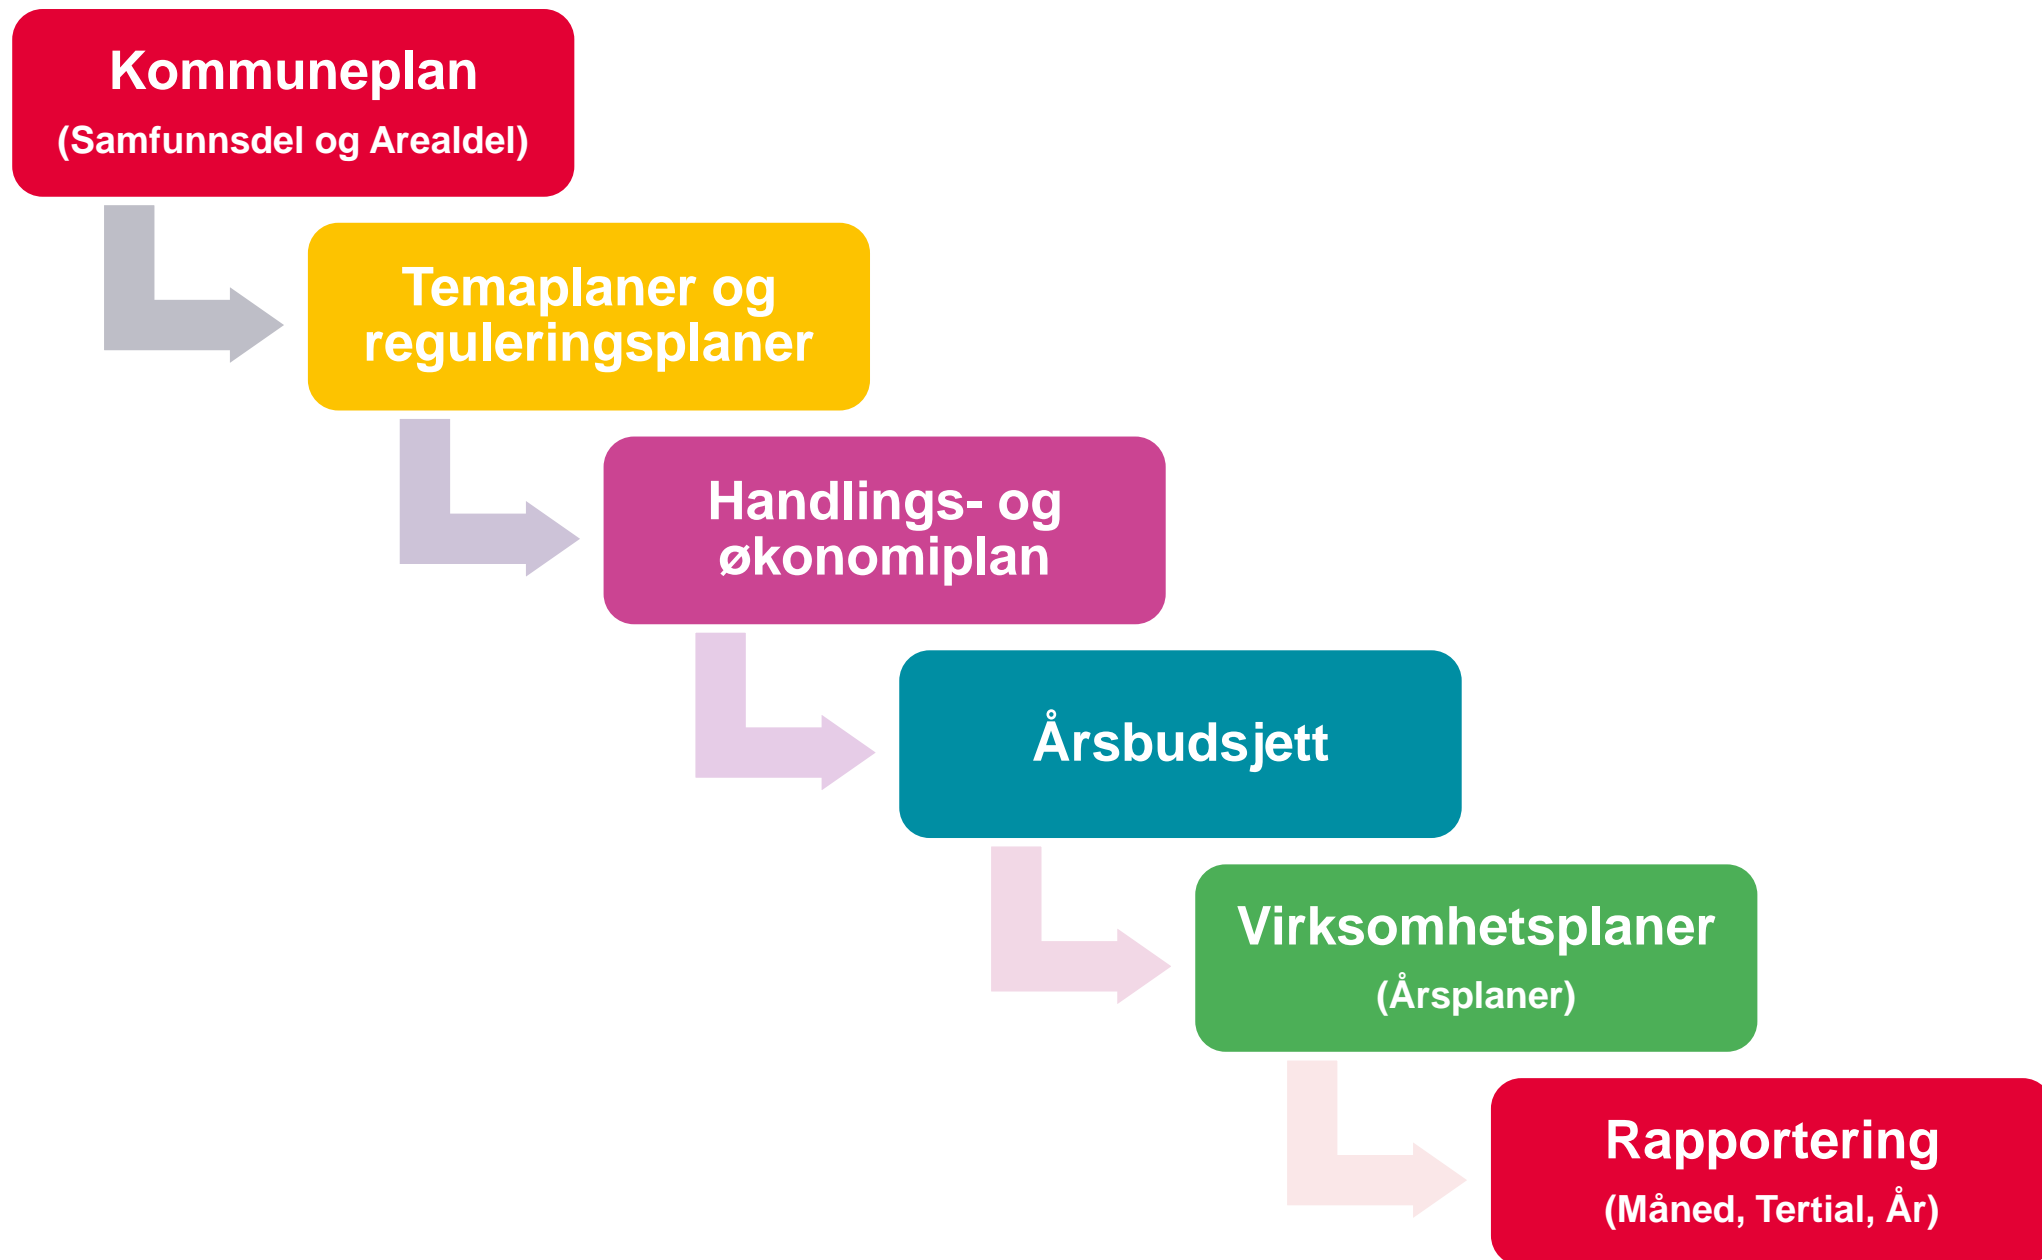 Kommuneplan
(Samfunnsdel og Arealdel)
Temaplaner og
reguleringsplaner
Handlings- og
økonomiplan
Årsbudsjett
Virksomhetsplaner
(Årsplaner)
Rapportering
(Måned, Tertial, År)